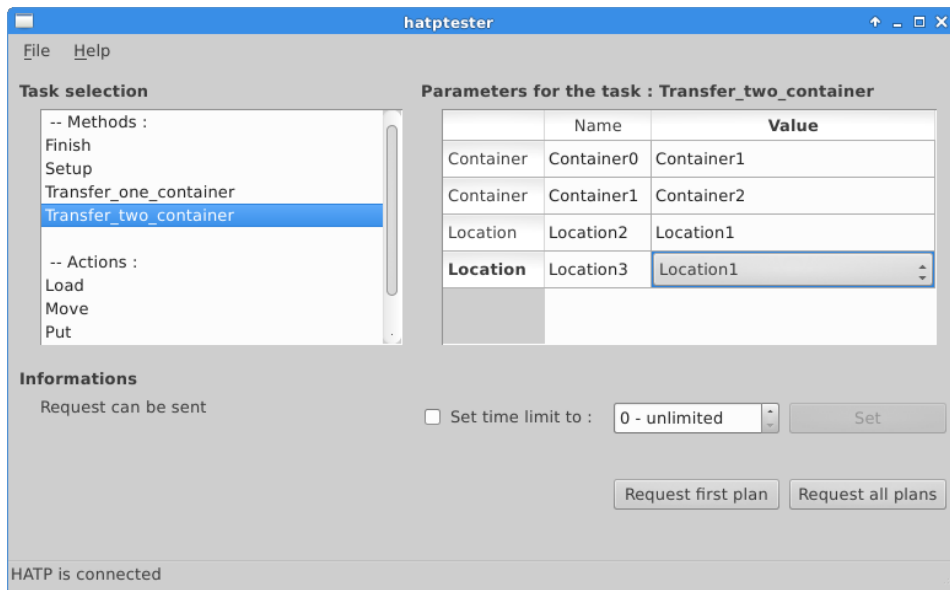 hatptester
File Help
Task selection
-- Methods :
Finish
Setup
Transfer_one_container
Transfer_two_container
-- Actions :
Load
Move
Put
Parameters for the task : Transfer_two_container
Name Value
Container Container0 Container1
Container Container1 Container2
Location Location2 Location1
Location Location3 Location1
Informations
Request can be sent
Set time limit to : 0 - unlimited Set
Request first plan Request all plans
HATP is connected